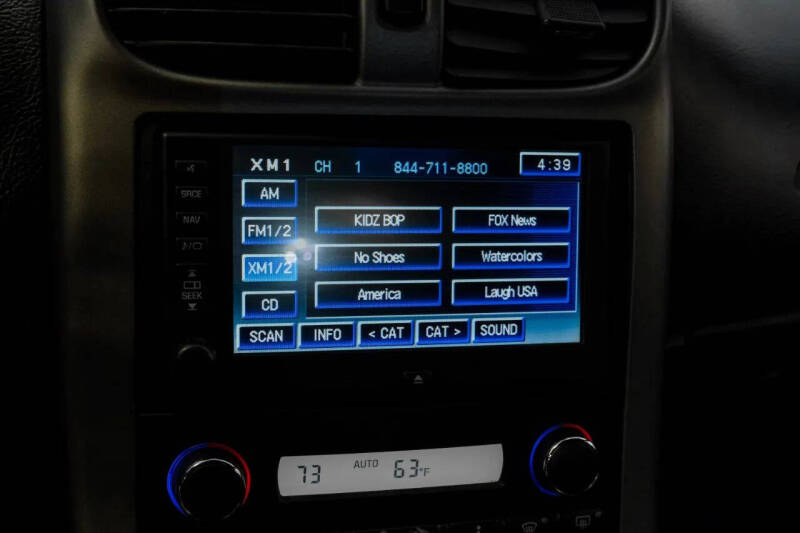 XM1 CH 1 844-711-8800 4:39
AM
FM1/2
XM1/2
CD
KIDZ BOP FOX News
No Shoes Watercolors
America Laugh USA
SCAN INFO < CAT CAT > SOUND
SRCE
NAV
SEEK
73 AUTO 63°F